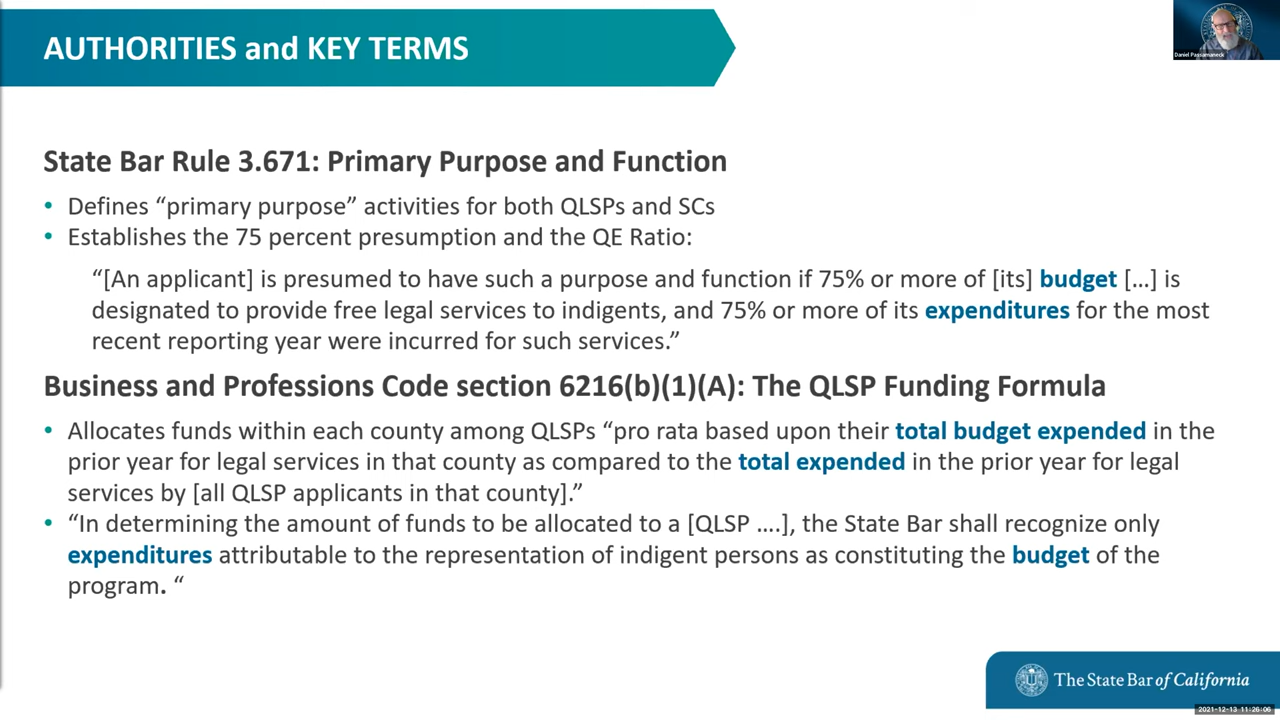 AUTHORITIES and KEY TERMS
Daniel Passamaneck
State Bar Rule 3.671: Primary Purpose and Function
• Defines “primary purpose” activities for both QLSPs and SCs
• Establishes the 75 percent presumption and the QE Ratio:
“[An applicant] is presumed to have such a purpose and function if 75% or more of [its] budget […] is
designated to provide free legal services to indigents, and 75% or more of its expenditures for the most
recent reporting year were incurred for such services.”
Business and Professions Code section 6216(b)(1)(A): The QLSP Funding Formula
• Allocates funds within each county among QLSPs “pro rata based upon their total budget expended in the
prior year for legal services in that county as compared to the total expended in the prior year for legal
services by [all QLSP applicants in that county].”
• “In determining the amount of funds to be allocated to a [QLSP ….], the State Bar shall recognize only
expenditures attributable to the representation of indigent persons as constituting the budget of the
program. “
The State Bar of California
2021-12-13 11:26:06